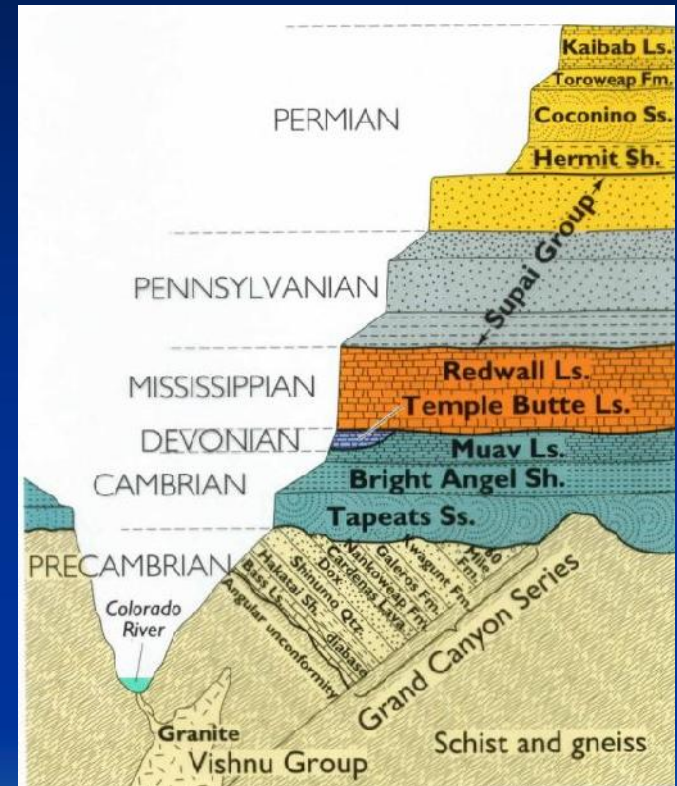 Kaibab Ls.
Toroweap Fm.
PERMIAN
Coconino Ss.
Hermit Sh.
Supai Group
PENNSYLVANIAN
Redwall Ls.
MISSISSIPPIAN
Temple Butte Ls.
DEVONIAN
Muav Ls.
CAMBRIAN
Bright Angel Sh.
Tapeats Ss.
PRECAMBRIAN
60 Mile Fm.
Kwagunt Fm.
Galeros Fm.
Nankoweap Fm.
Cardenas Lava
Dox
Shinumo Qtz.
Hakatai Sh.
diabase
Bass Ls.
Angular unconformity
Grand Canyon Series
Colorado
River
Granite
Vishnu Group
Schist and gneiss